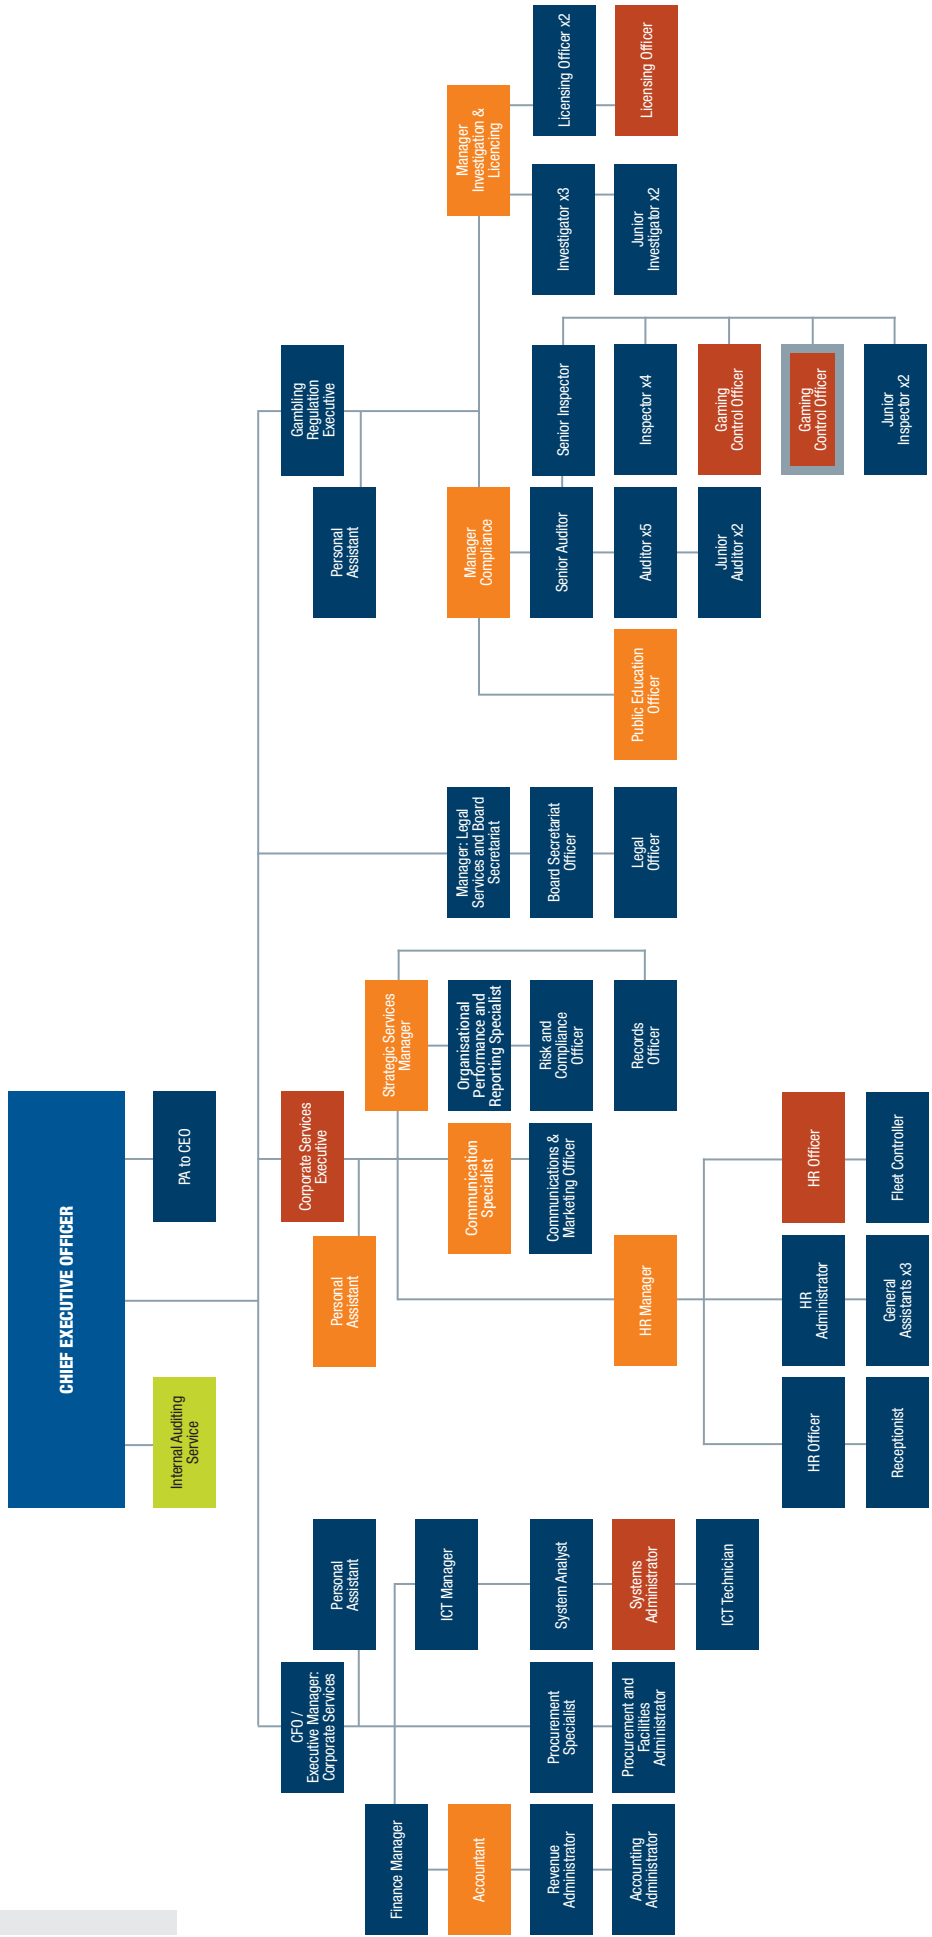 CHIEF EXECUTIVE OFFICER
Internal Auditing
Service
PA to CEO
CFO /
Executive Manager:
Corporate Services
Personal
Assistant
Finance Manager
Accountant
Revenue
Administrator
Accounting
Administrator
Procurement
Specialist
Procurement and
Facilities
Administrator
ICT Manager
System Analyst
Systems
Administrator
ICT Technician
Corporate Services
Executive
Personal
Assistant
Strategic Services
Manager
Communication
Specialist
Communications &
Marketing Officer
Organisational
Performance and
Reporting Specialist
Risk and
Compliance
Officer
Records
Officer
HR Manager
HR Officer
Receptionist
HR
Administrator
General
Assistants x3
HR Officer
Fleet Controller
Manager: Legal
Services and Board
Secretariat
Board Secretariat
Officer
Legal
Officer
Gambling
Regulation
Executive
Personal
Assistant
Manager
Compliance
Public Education
Officer
Senior Auditor
Auditor x5
Junior
Auditor x2
Senior Inspector
Inspector x4
Gaming
Control Officer
Gaming
Control Officer
Junior
Inspector x2
Manager
Investigation &
Licencing
Investigator x3
Junior
Investigator x2
Licensing Officer x2
Licensing Officer